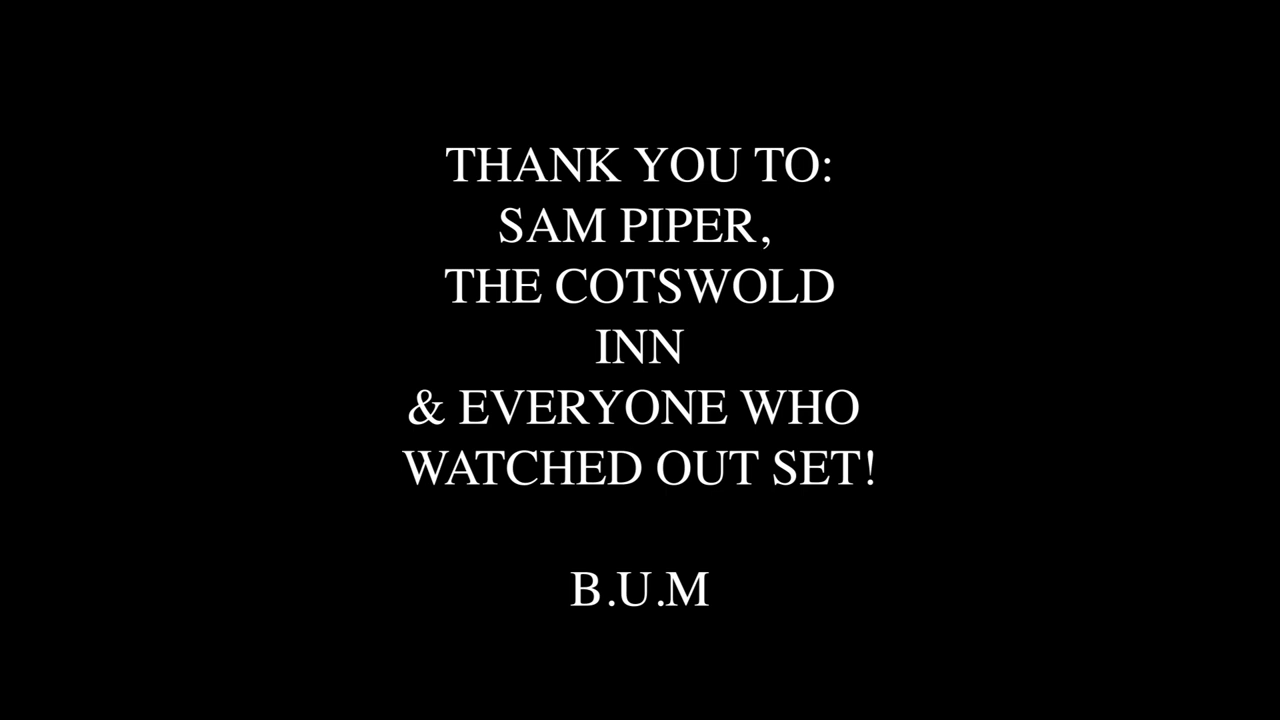 THANK YOU TO:
SAM PIPER,
THE COTSWOLD
INN
& EVERYONE WHO
WATCHED OUT SET!
B.U.M